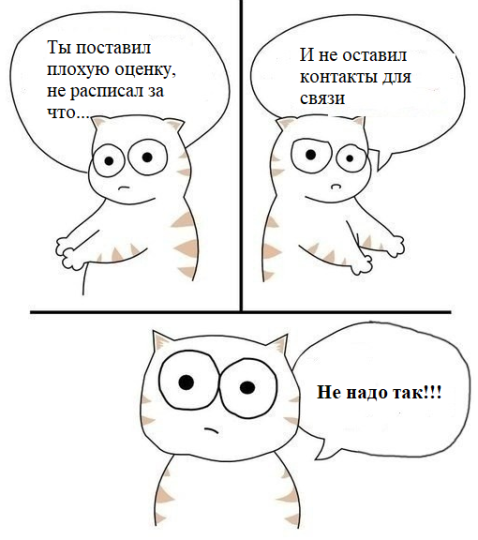 Ты поставил
плохую оценку,
не расписал за
что...
И не оставил
контакты для
связи
Не надо так!!!